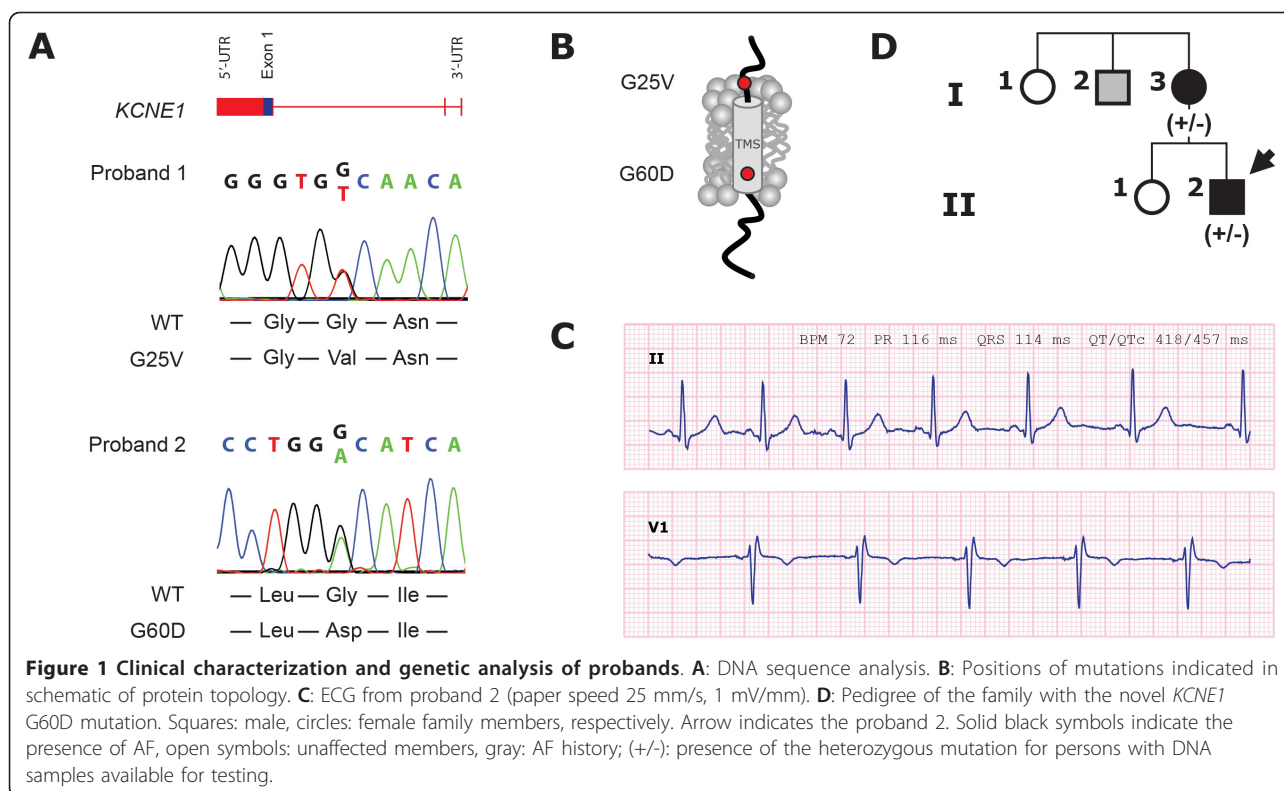 A
5′-UTR
Exon 1
3′-UTR
KCNE1
Proband 1
G G G T G G C A A C A
T
WT
— Gly — Gly — Asn —
G25V
— Gly — Val — Asn —
Proband 2
C C T G G G C A T C A
A
WT
— Leu — Gly — Ile —
G60D
— Leu — Asp — Ile —
B
G25V
TMS
G60D
D
I
1 2 3
(+/-)
II
1 2
(+/-)
C
BPM 72 PR 116 ms QRS 114 ms QT/QTc 418/457 ms
II
V1
Figure 1 Clinical characterization and genetic analysis of probands. A: DNA sequence analysis. B: Positions of mutations indicated in
schematic of protein topology. C: ECG from proband 2 (paper speed 25 mm/s, 1 mV/mm). D: Pedigree of the family with the novel KCNE1
G60D mutation. Squares: male, circles: female family members, respectively. Arrow indicates the proband 2. Solid black symbols indicate the
presence of AF, open symbols: unaffected members, gray: AF history; (+/-): presence of the heterozygous mutation for persons with DNA
samples available for testing.